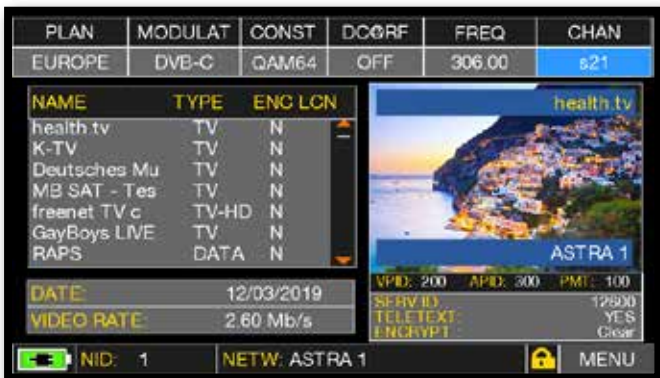 PLAN MODULAT CONST DC@RF FREQ CHAN
EUROPE DVB-C QAM64 OFF 306.00 s21
NAME TYPE ENC LCN
health.tv TV N
K-TV TV N
Deutsches Mu TV N
MB SAT - Tes TV N
freenet TV c TV-HD N
GayBoys LIVE TV N
RAPS DATA N
health.tv
ASTRA 1
VPID: 200 APID: 300 PMT: 100
DATE: 12/03/2019
VIDEO RATE: 2.60 Mb/s
SERV ID 12600
TELETEXT: YES
ENCRYPT : Clear
NID: 1 NETW: ASTRA 1 MENU